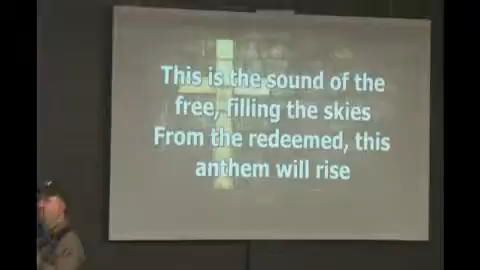 This is the sound of the
free, filling the skies
From the redeemed, this
anthem will rise